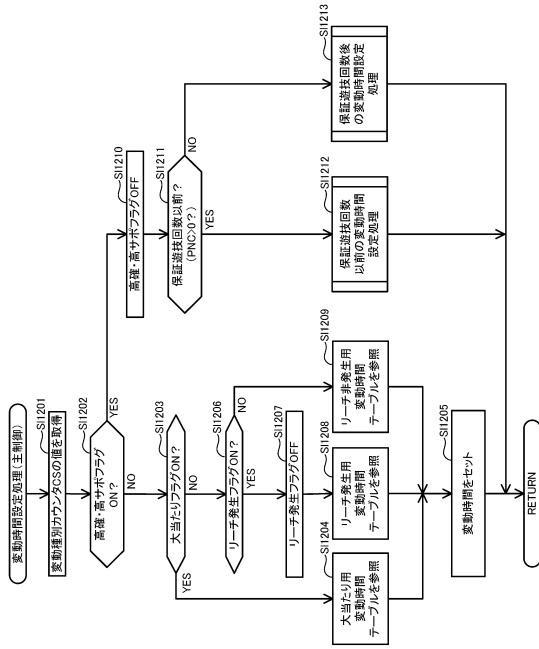 変動時間設定処理(主制御)
SI1201
変動種別カウンタCSの値を取得
SI1202
高確・高サポフラグ
ON?
YES
NO
SI1203
大当たりフラグON?
YES
NO
SI1206
リーチ発生フラグON?
NO
YES
SI1207
リーチ発生フラグOFF
SI1204
大当たり用
変動時間
テーブルを参照
SI1208
リーチ発生用
変動時間
テーブルを参照
SI1209
リーチ非発生用
変動時間
テーブルを参照
SI1205
変動時間をセット
SI1210
高確・高サポフラグOFF
SI1211
保証遊技回数以前?
(PNC>0?)
NO
YES
SI1212
保証遊技回数
以前の変動時間
設定処理
SI1213
保証遊技回数後
の変動時間設定
処理
RETURN